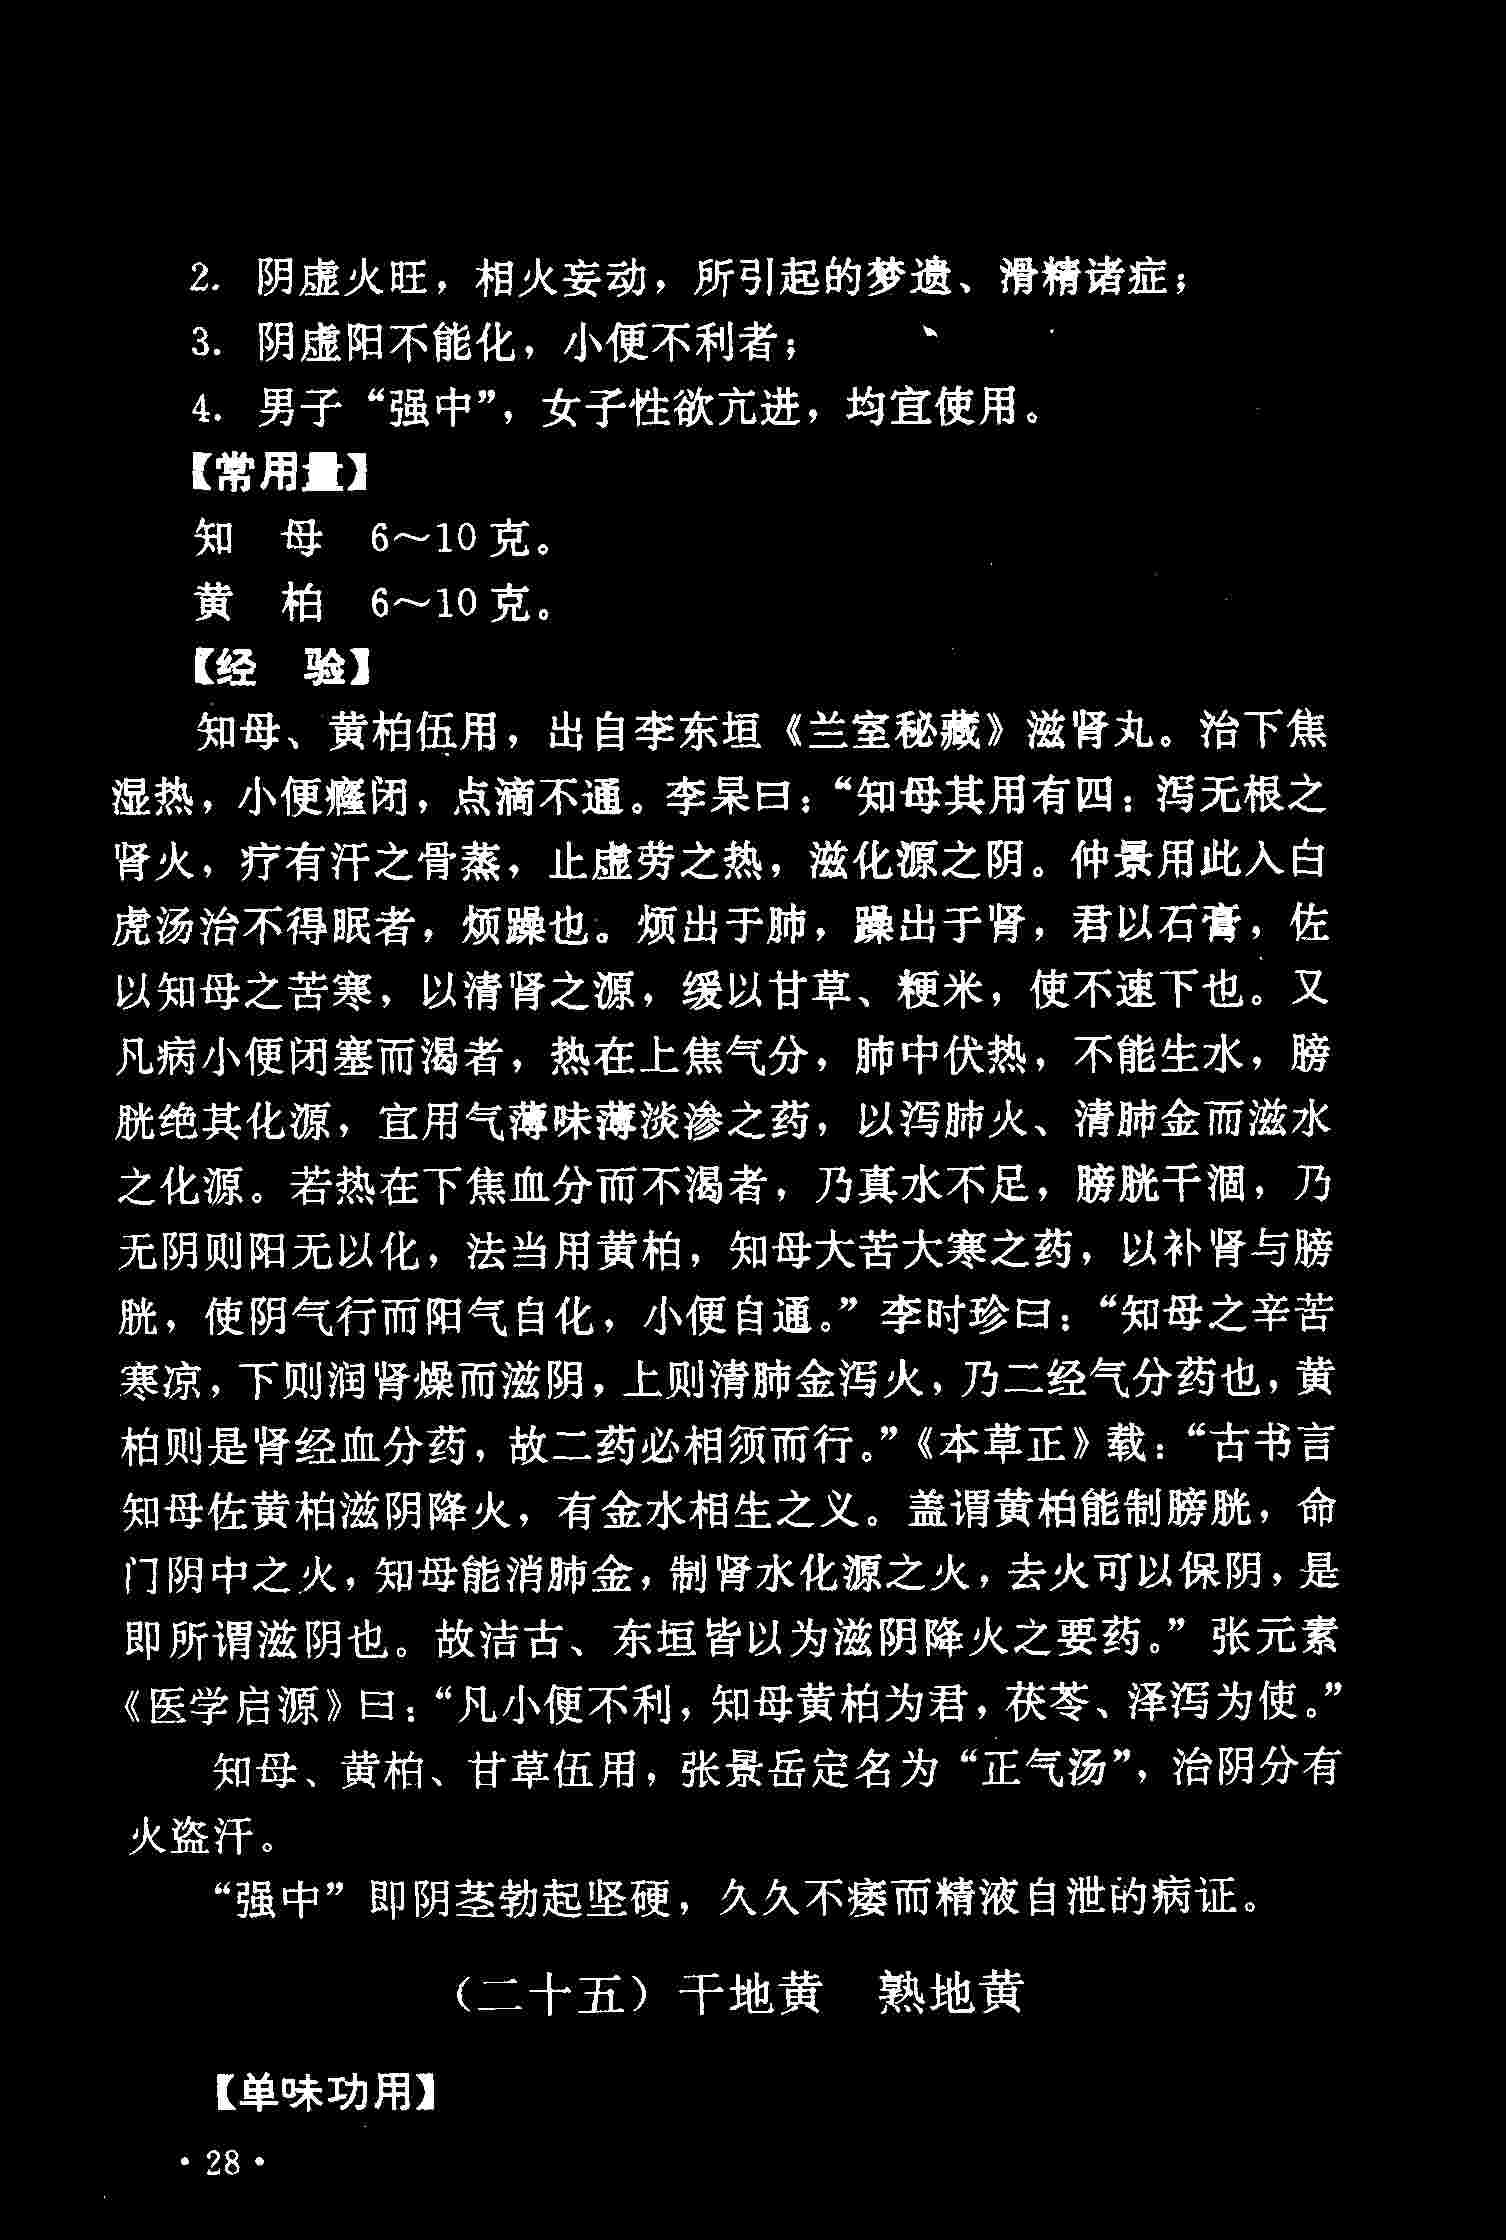 2. 阴虚火旺，相火妄动，所引起的梦遗、滑精诸症；
3. 阴虚阳不能化，小便不利者；
4. 男子“强中”，女子性欲亢进，均宜使用。
【常用量】
知　母　6～10 克。
黄　柏　6～10 克。
【经　验】
知母、黄柏伍用，出自李东垣《兰室秘藏》滋肾丸。治下焦
湿热，小便癃闭，点滴不通。李杲曰：“知母其用有四：泻无根之
肾火，疗有汗之骨蒸，止虚劳之热，滋化源之阴。仲景用此入白
虎汤治不得眠者，烦躁也。烦出于肺，躁出于肾，君以石膏，佐
以知母之苦寒，以清肾之源，缓以甘草、粳米，使不速下也。又
凡病小便闭塞而渴者，热在上焦气分，肺中伏热，不能生水，膀
胱绝其化源，宜用气薄味薄淡渗之药，以泻肺火、清肺金而滋水
之化源。若热在下焦血分而不渴者，乃真水不足，膀胱干涸，乃
无阴则阳无以化，法当用黄柏，知母大苦大寒之药，以补肾与膀
胱，使阴气行而阳气自化，小便自通。”李时珍曰：“知母之辛苦
寒凉，下则润肾燥而滋阴，上则清肺金泻火，乃二经气分药也，黄
柏则是肾经血分药，故二药必相须而行。”《本草正》载：“古书言
知母佐黄柏滋阴降火，有金水相生之义。盖谓黄柏能制膀胱，命
门阴中之火，知母能消肺金，制肾水化源之火，去火可以保阴，是
即所谓滋阴也。故洁古、东垣皆以为滋阴降火之要药。”张元素
《医学启源》曰：“凡小便不利，知母黄柏为君，茯苓、泽泻为使。”
知母、黄柏、甘草伍用，张景岳定名为“正气汤”，治阴分有
火盗汗。
“强中”即阴茎勃起坚硬，久久不痿而精液自泄的病证。
（二十五）干地黄　熟地黄
【单味功用】
· 28 ·